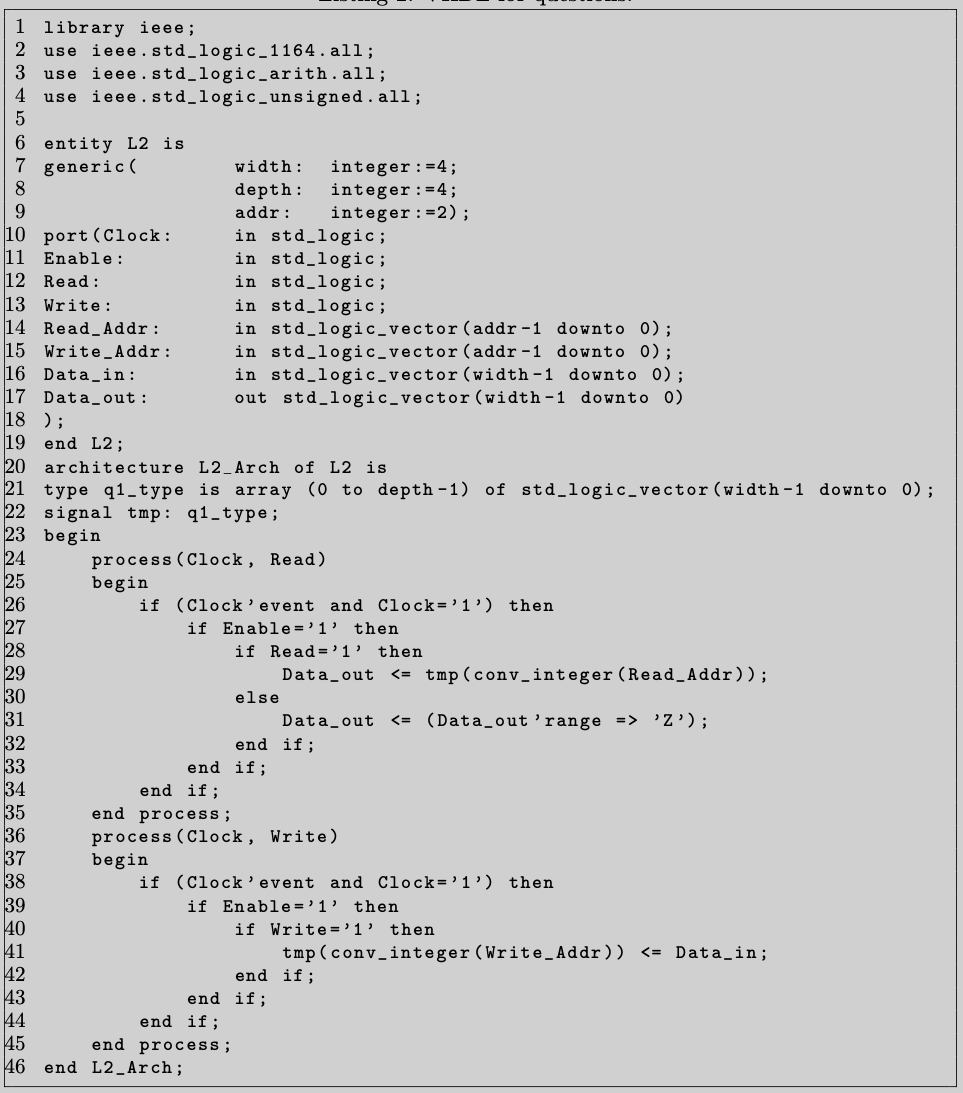 Listing 2: VHDL for questions.
1 library ieee;
2 use ieee.std_logic_1164.all;
3 use ieee.std_logic_arith.all;
4 use ieee.std_logic_unsigned.all;
5
6 entity L2 is
7 generic( width: integer:=4;
8 depth: integer:=4;
9 addr: integer:=2);
10 port(Clock: in std_logic;
11 Enable: in std_logic;
12 Read: in std_logic;
13 Write: in std_logic;
14 Read_Addr: in std_logic_vector(addr-1 downto 0);
15 Write_Addr: in std_logic_vector(addr-1 downto 0);
16 Data_in: in std_logic_vector(width-1 downto 0);
17 Data_out: out std_logic_vector(width-1 downto 0)
18 );
19 end L2;
20 architecture L2_Arch of L2 is
21 type q1_type is array (0 to depth-1) of std_logic_vector(width-1 downto 0);
22 signal tmp: q1_type;
23 begin
24 process(Clock, Read)
25 begin
26 if (Clock'event and Clock='1') then
27 if Enable='1' then
28 if Read='1' then
29 Data_out <= tmp(conv_integer(Read_Addr));
30 else
31 Data_out <= (Data_out'range => 'Z');
32 end if;
33 end if;
34 end if;
35 end process;
36 process(Clock, Write)
37 begin
38 if (Clock'event and Clock='1') then
39 if Enable='1' then
40 if Write='1' then
41 tmp(conv_integer(Write_Addr)) <= Data_in;
42 end if;
43 end if;
44 end if;
45 end process;
46 end L2_Arch;